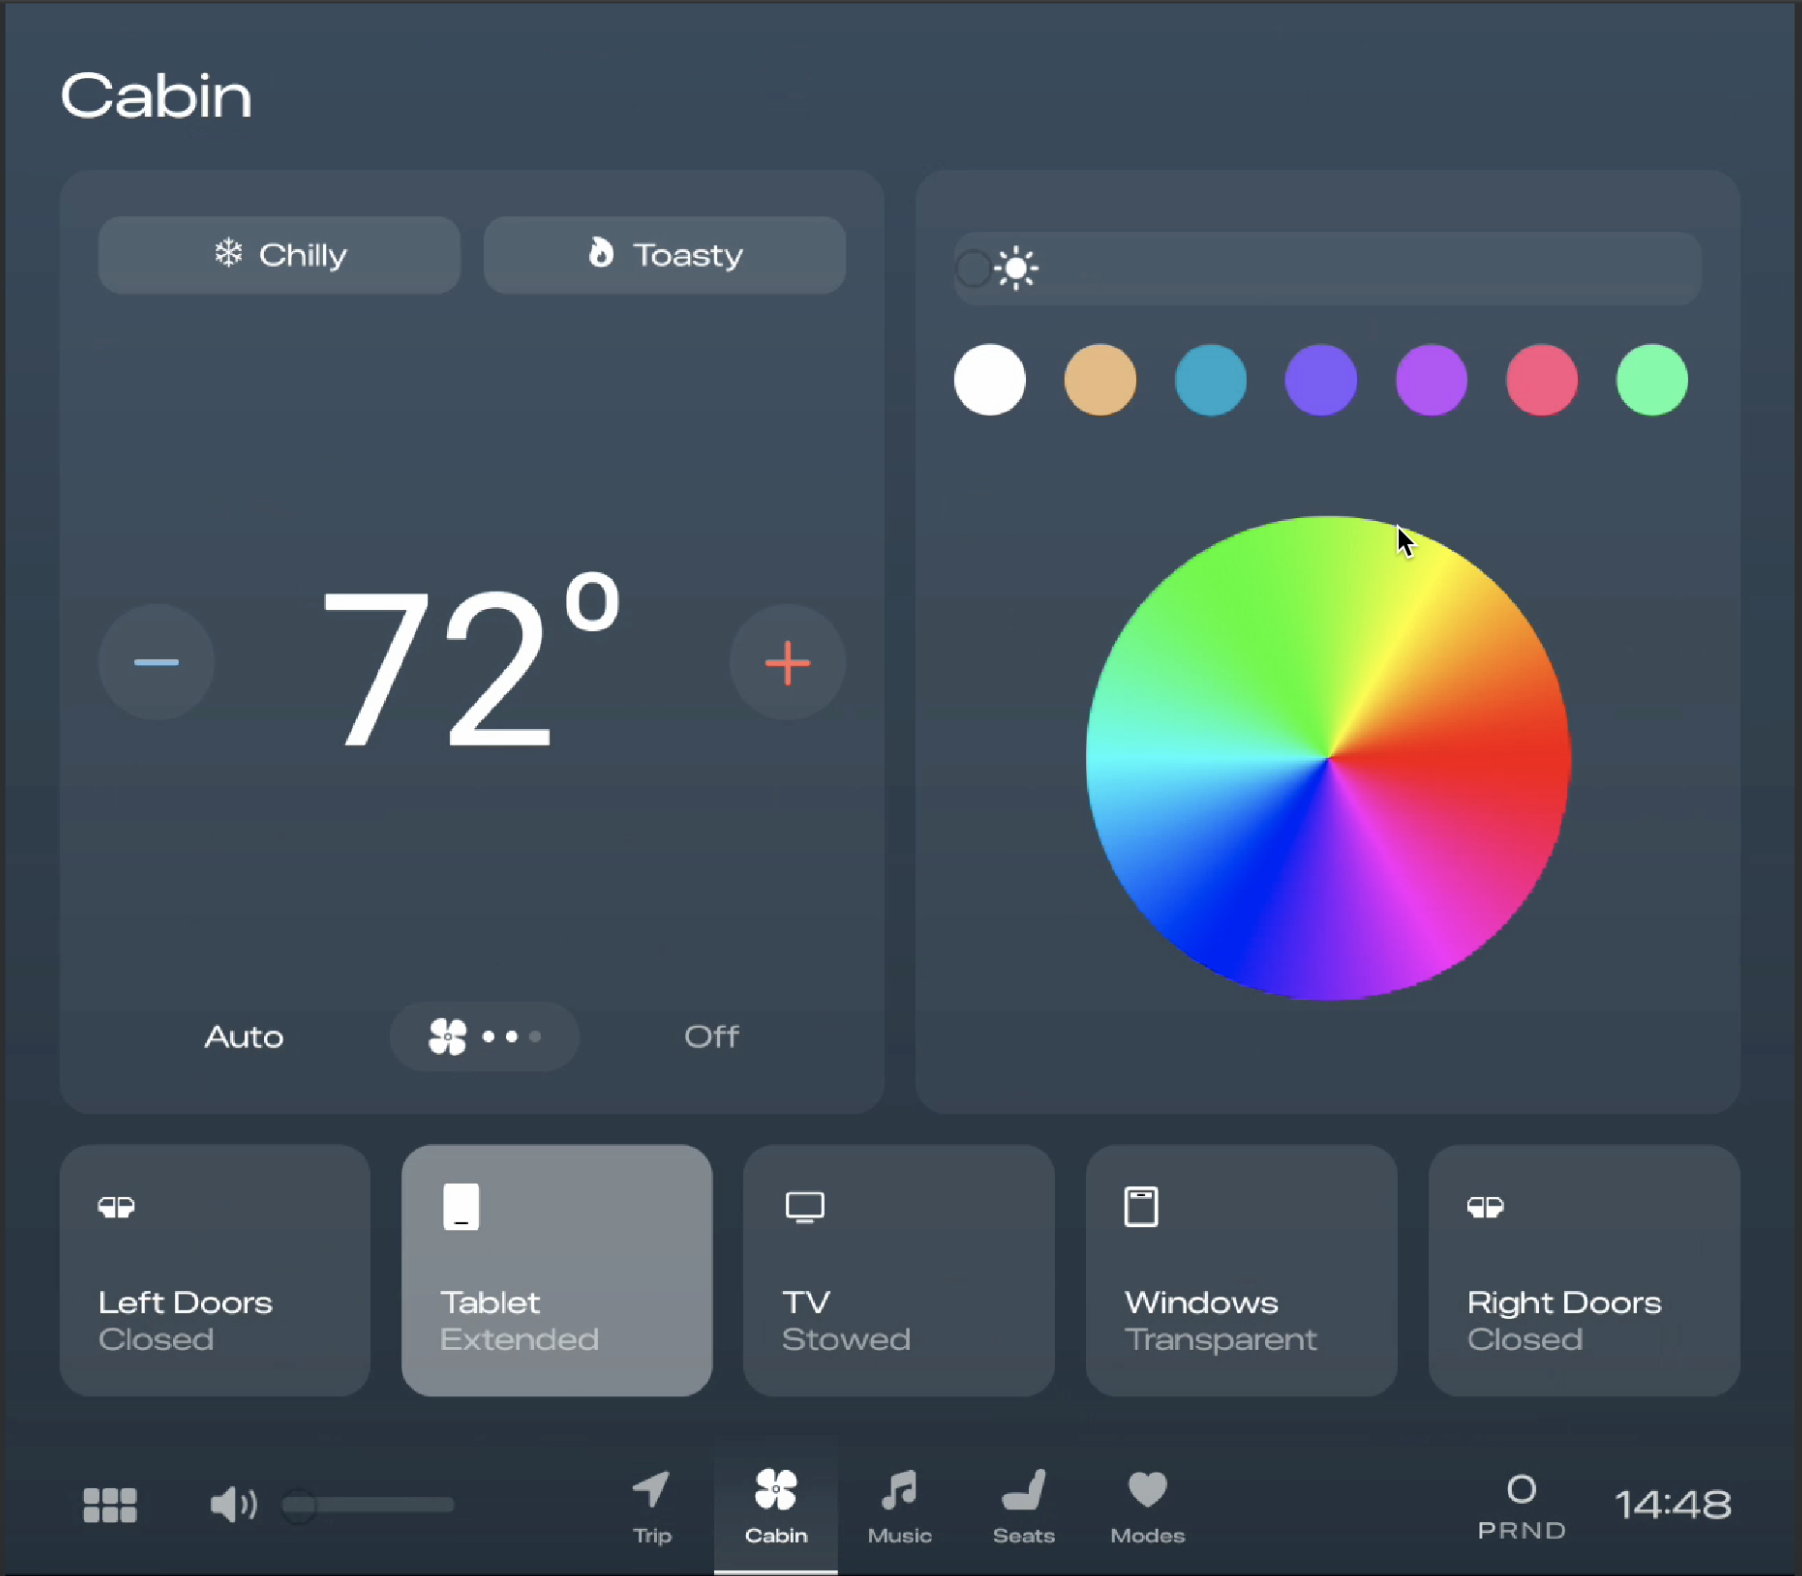 Cabin
Chilly
Toasty
72°
Auto
Off
Left Doors
Closed
Tablet
Extended
TV
Stowed
Windows
Transparent
Right Doors
Closed
Trip
Cabin
Music
Seats
Modes
O
PRND
14:48